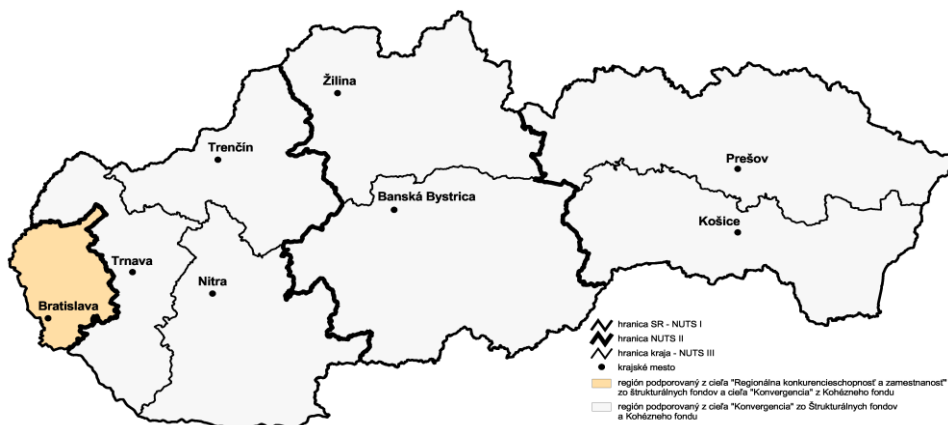 Žilina
Trenčín
Prešov
Banská Bystrica
Košice
Trnava
Nitra
Bratislava
hranica SR - NUTS I
hranica NUTS II
hranica kraja - NUTS III
krajské mesto
región podporovaný z cieľa "Regionálna konkurencieschopnosť a zamestnanosť"
zo štrukturálnych fondov a cieľa "Konvergencia" z Kohézneho fondu
región podporovaný z cieľa "Konvergencia" zo Štrukturálnych fondov
a Kohézneho fondu